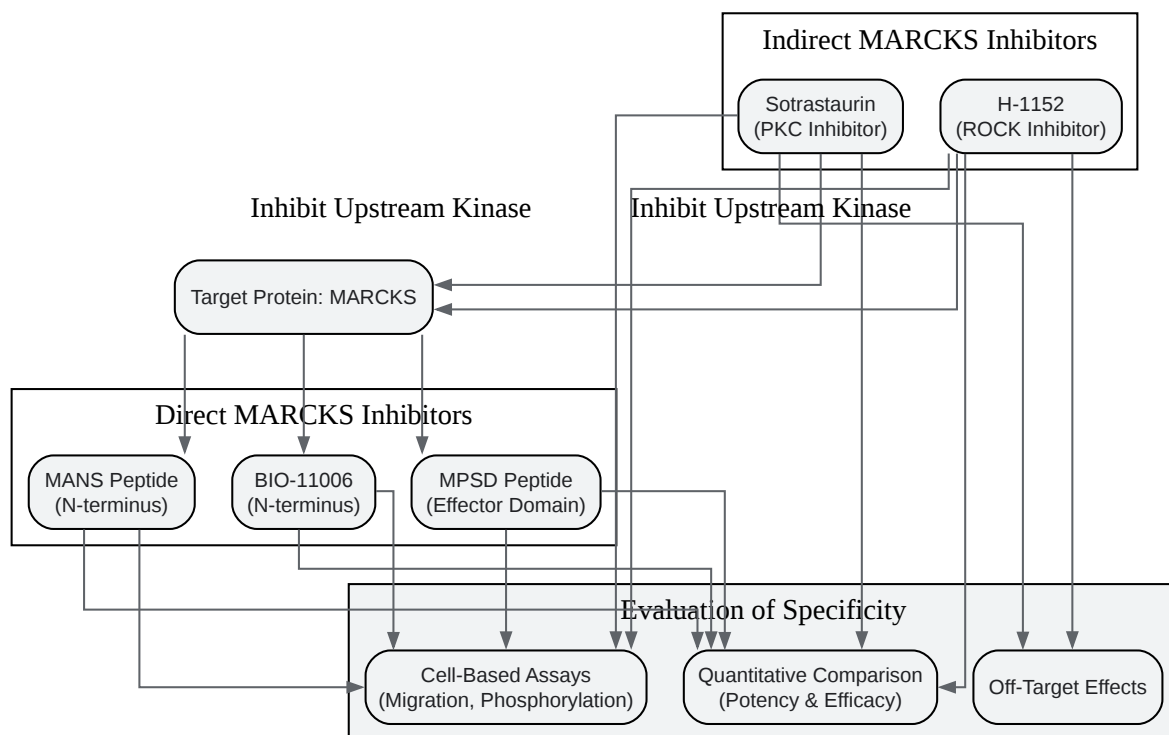 Indirect MARCKS Inhibitors
Sotrastaurin
(PKC Inhibitor)
H-1152
(ROCK Inhibitor)
Inhibit Upstream Kinase
Inhibit Upstream Kinase
Target Protein: MARCKS
Direct MARCKS Inhibitors
MANS Peptide
(N-terminus)
BIO-11006
(N-terminus)
MPSD Peptide
(Effector Domain)
Evaluation of Specificity
Cell-Based Assays
(Migration, Phosphorylation)
Quantitative Comparison
(Potency & Efficacy)
Off-Target Effects